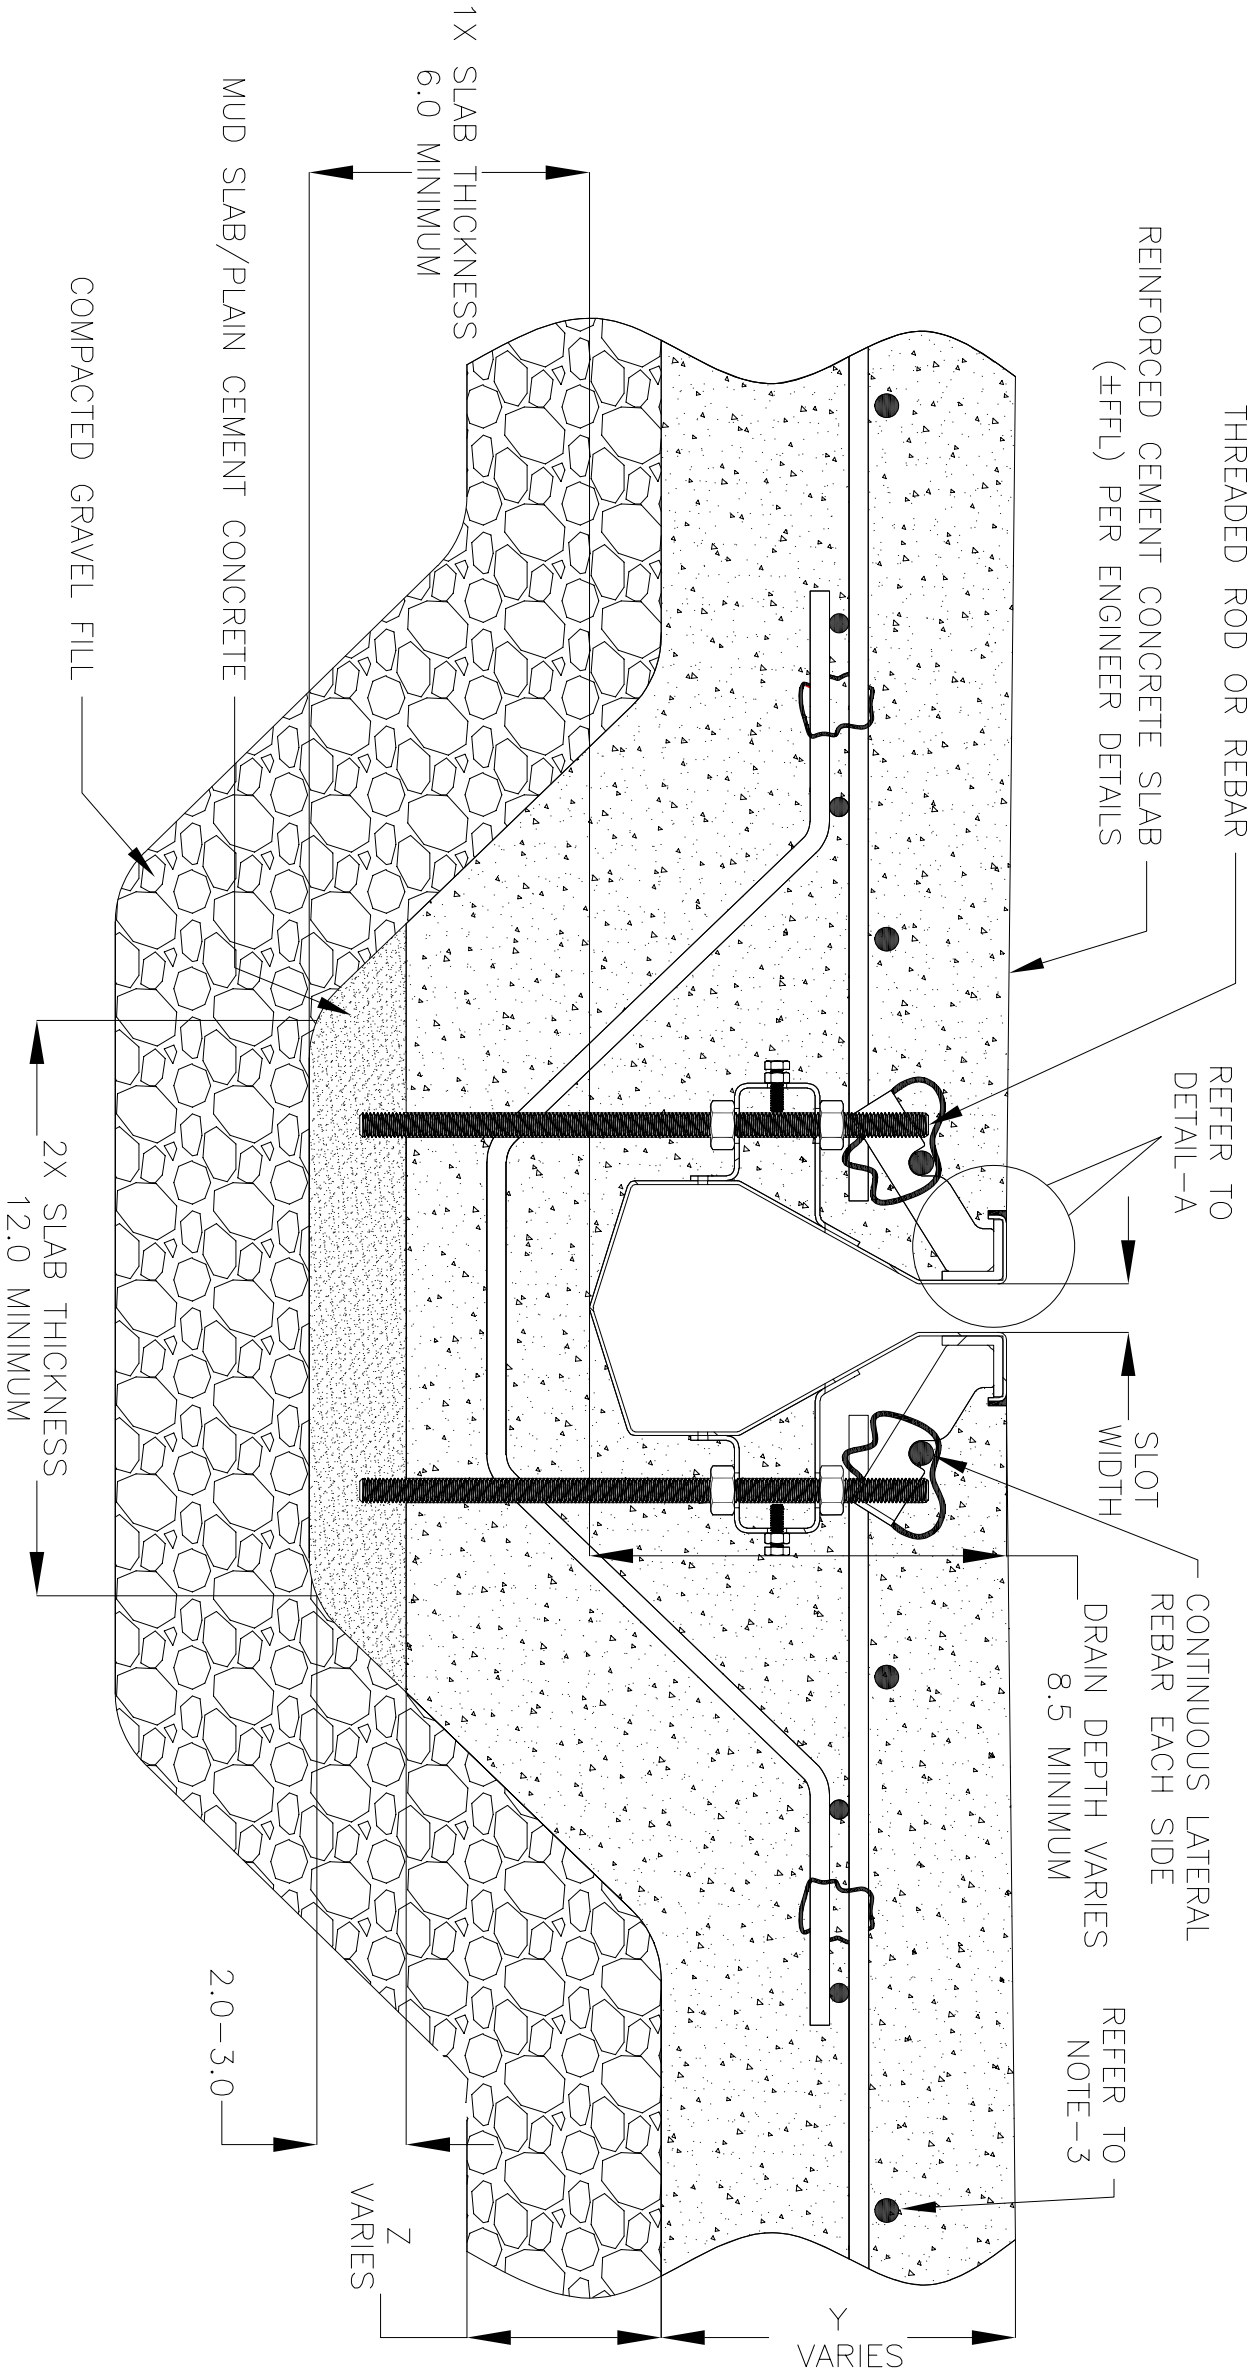 THREADED ROD OR REBAR
REINFORCED CEMENT CONCRETE SLAB
(±FFL) PER ENGINEER DETAILS
REFER TO
DETAIL-A
SLOT
WIDTH
CONTINUOUS LATERAL
REBAR EACH SIDE
DRAIN DEPTH VARIES
8.5 MINIMUM
REFER TO
NOTE-3
1X SLAB THICKNESS
6.0 MINIMUM
MUD SLAB/PLAIN CEMENT CONCRETE
COMPACTED GRAVEL FILL
2X SLAB THICKNESS
12.0 MINIMUM
2.0-3.0
Z
VARIES
Y
VARIES